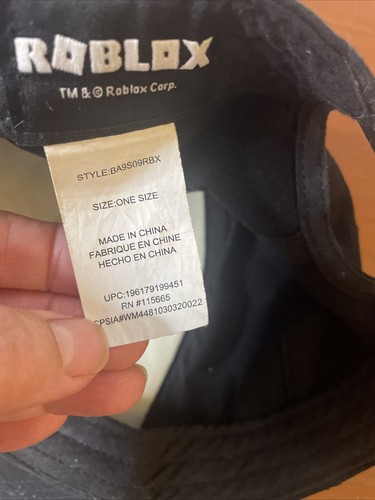 ROBLOX
TM & © Roblox Corp.
STYLE:BA9S09RBX
SIZE:ONE SIZE
MADE IN CHINA
FABRIQUE EN CHINE
HECHO EN CHINA
UPC:196179199451
RN #115665
CPSIA#WM4481030320022